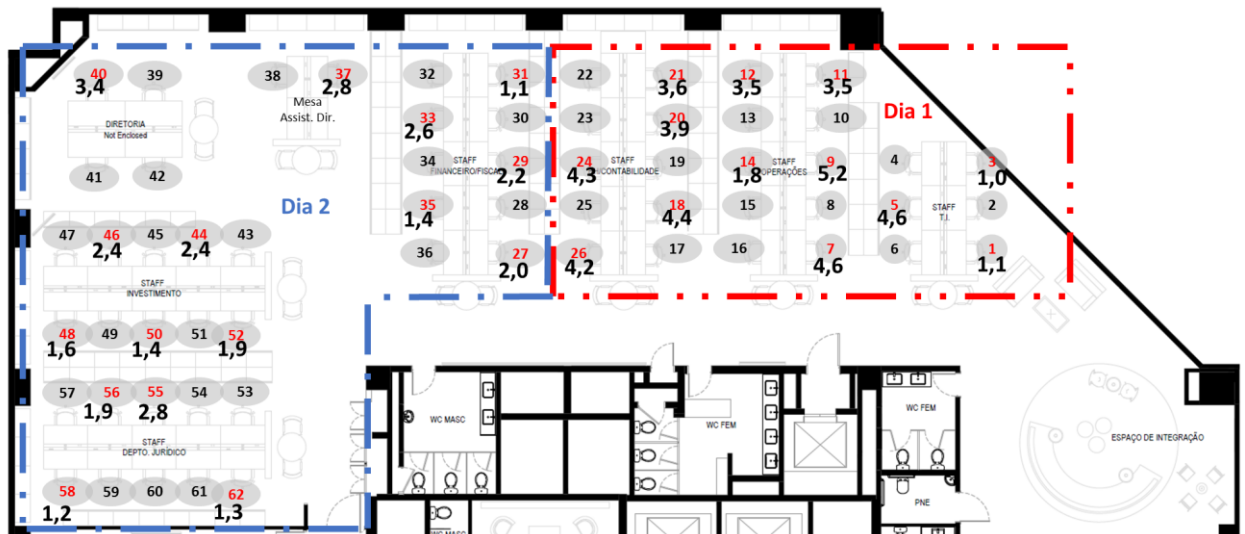 40 39 38 37 32 31 22 21 12 11
3,4 2,8 1,1 3,6 3,5 3,5
Mesa
Assist. Dir.
Dia 1
33 30 23 20 13 10
2,6 3,9
DIRETORIA
Not Enclosed
34 29 24 19 14 9 4 3
STAFF
FINANCEIRO/FISCAL
2,2
STAFF
RI/CONTABILIDADE
4,3
STAFF
OPERAÇÕES
1,8 5,2 1,0
41 42
Dia 2
35 28 25 18 15 8 5 2
1,4 4,4 4,6
STAFF
T.I.
47 46 45 44 43
2,4 2,4
36 27 26 17 16 7 6 1
2,0 4,2 4,6 1,1
STAFF
INVESTIMENTO
48 49 50 51 52
1,6 1,4 1,9
57 56 55 54 53
1,9 2,8
STAFF
DEPTO. JURÍDICO
58 59 60 61 62
1,2 1,3
WC MASC
WC FEM
WC FEM
ESPAÇO DE INTEGRAÇÃO
PNE
WC MASC